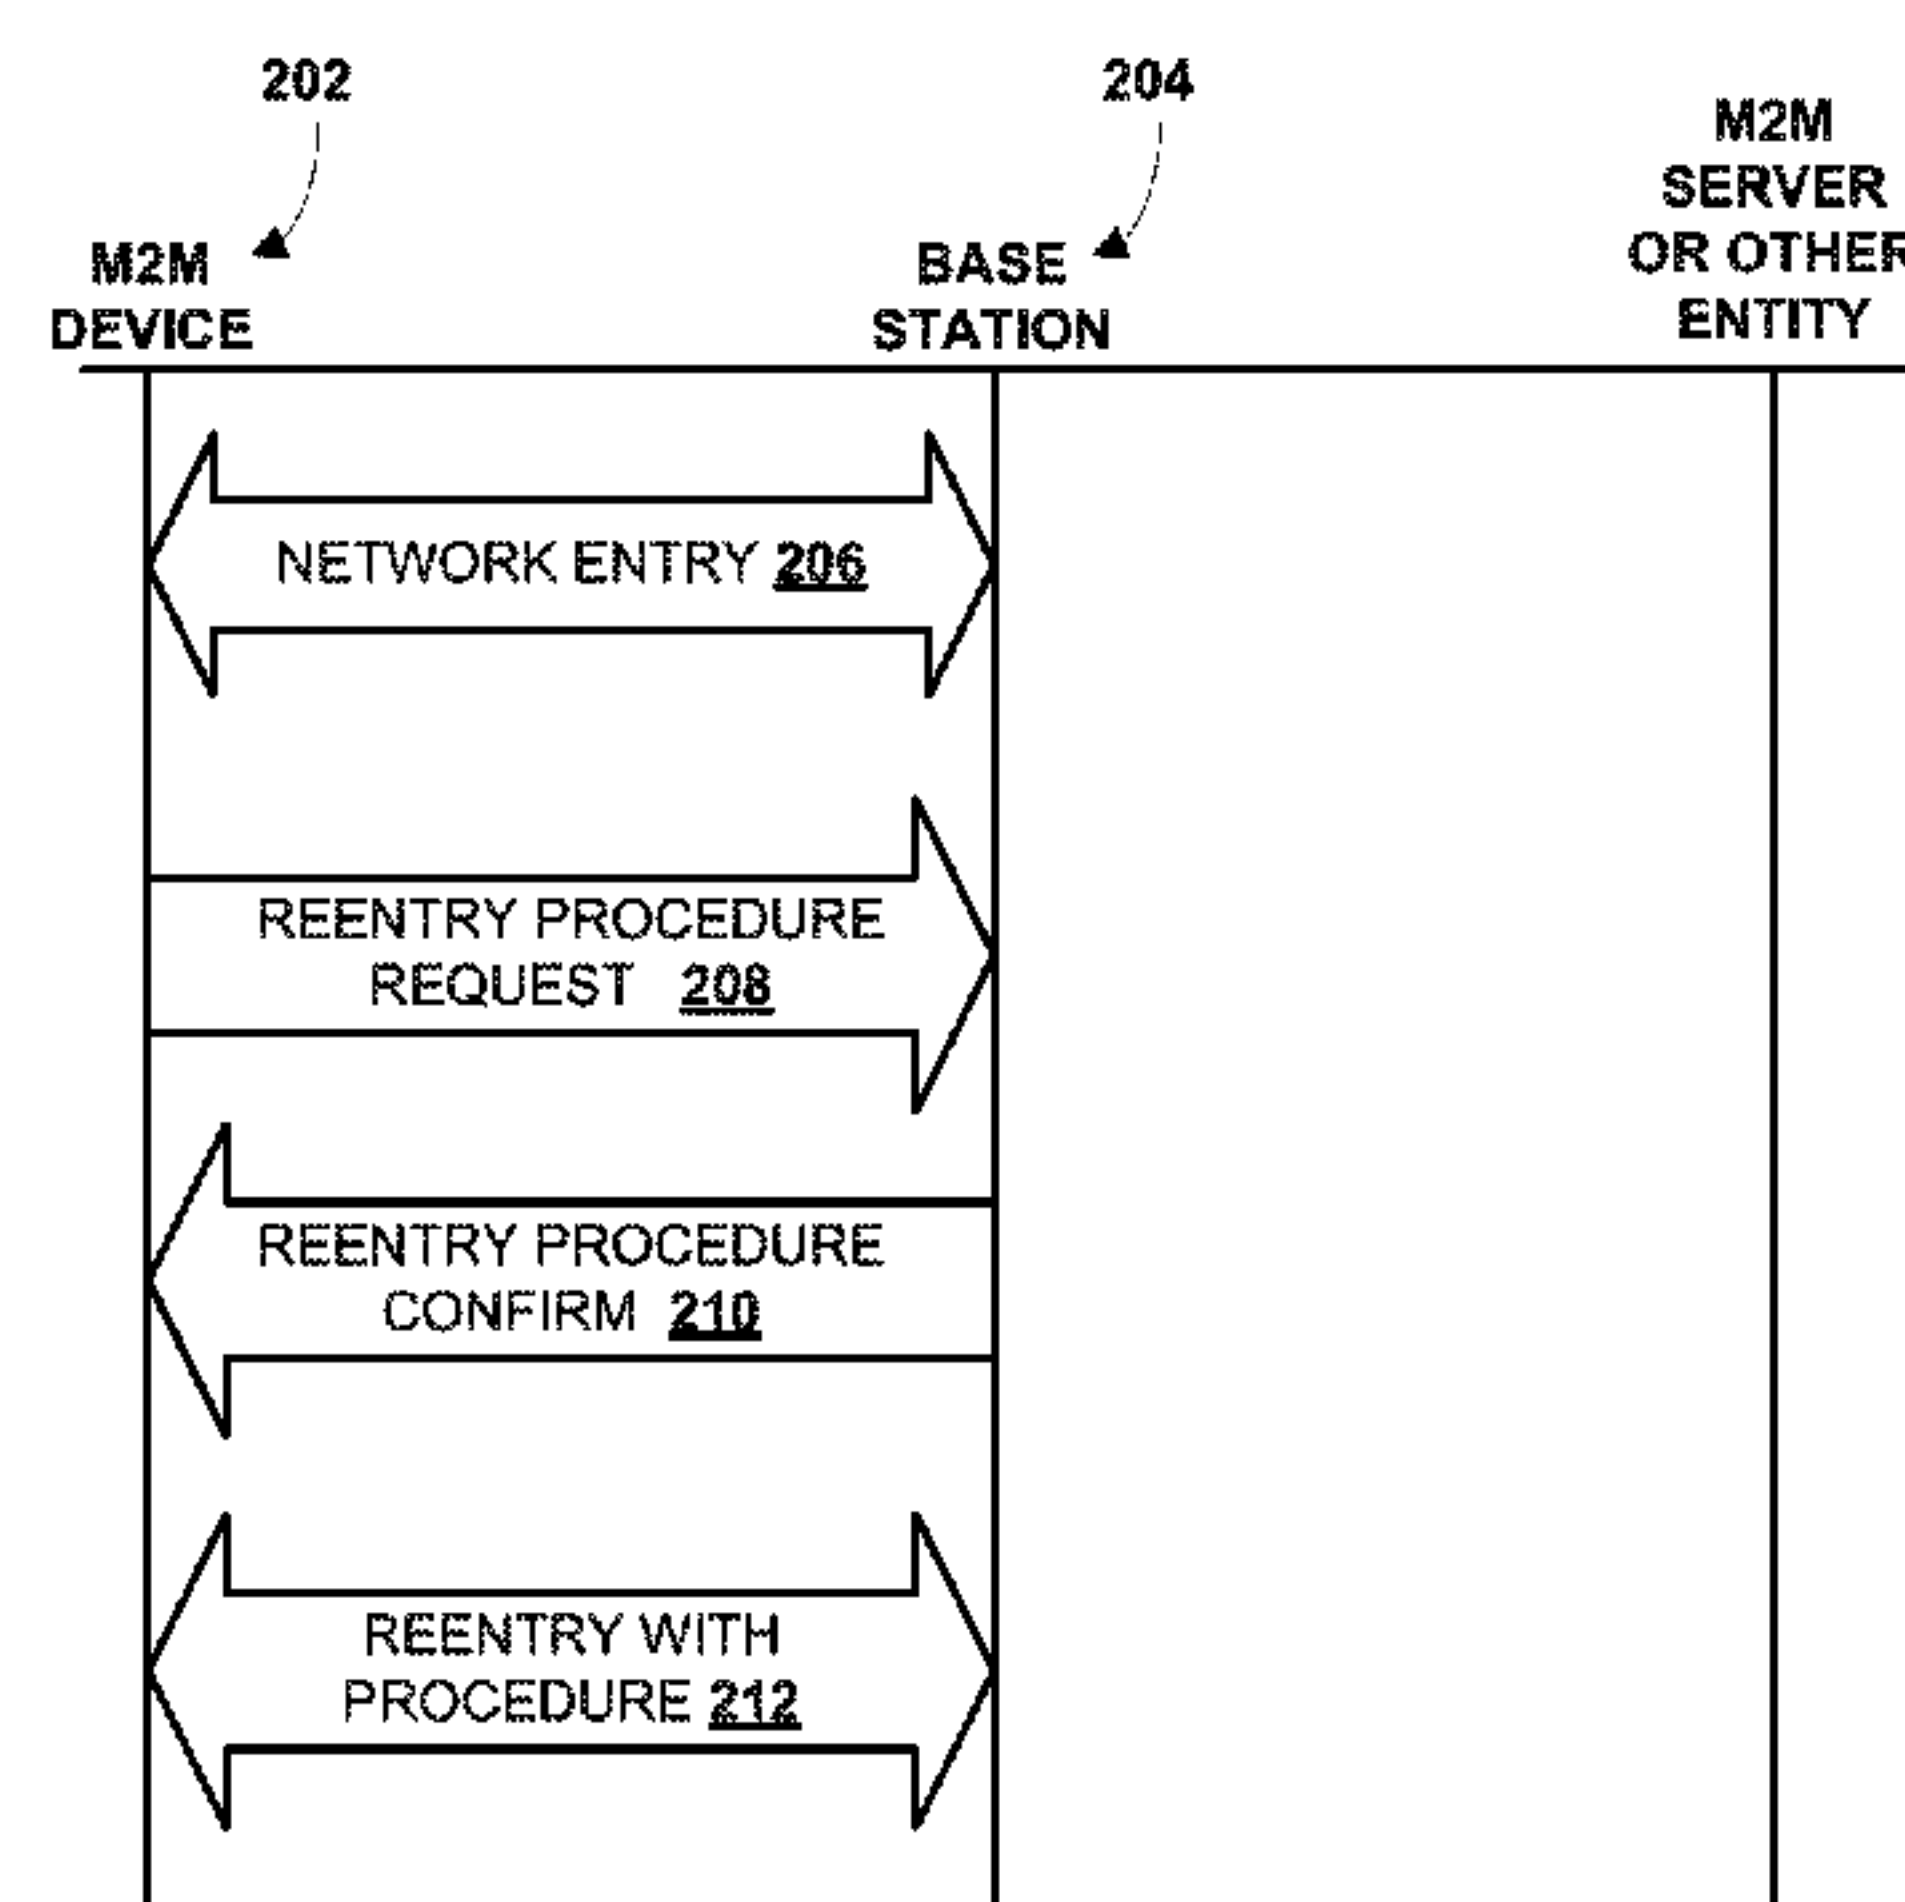 202
204
M2M
DEVICE
BASE
STATION
M2M
SERVER
OR OTHER
ENTITY
NETWORK ENTRY 206
REENTRY PROCEDURE
REQUEST 208
REENTRY PROCEDURE
CONFIRM 210
REENTRY WITH
PROCEDURE 212